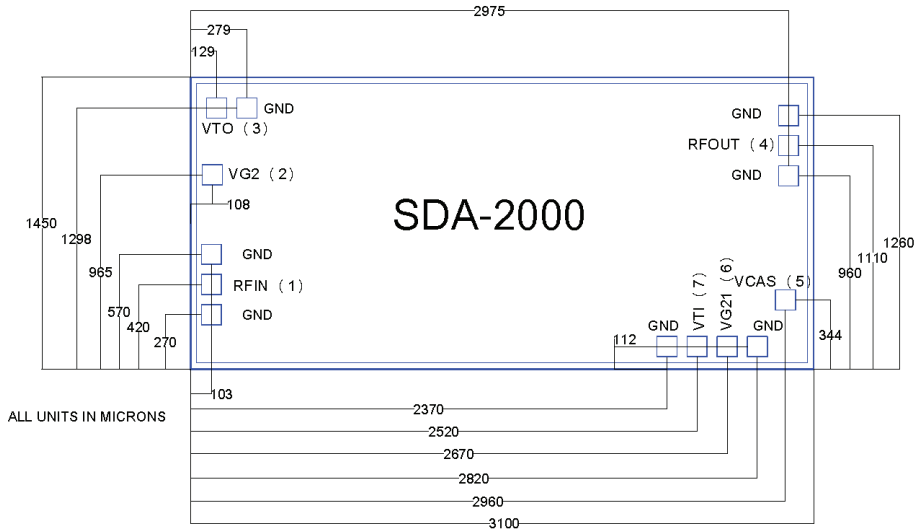 2975
279
129
GND
VTO (3)
GND
RFOUT (4)
GND
VG2 (2)
108
SDA-2000
1450
1298
965
570
420
270
GND
RFIN (1)
GND
103
1260
1110
960
344
VCAS (5)
GND
VTI (7)
VG21 (6)
GND
112
ALL UNITS IN MICRONS
2370
2520
2670
2820
2960
3100